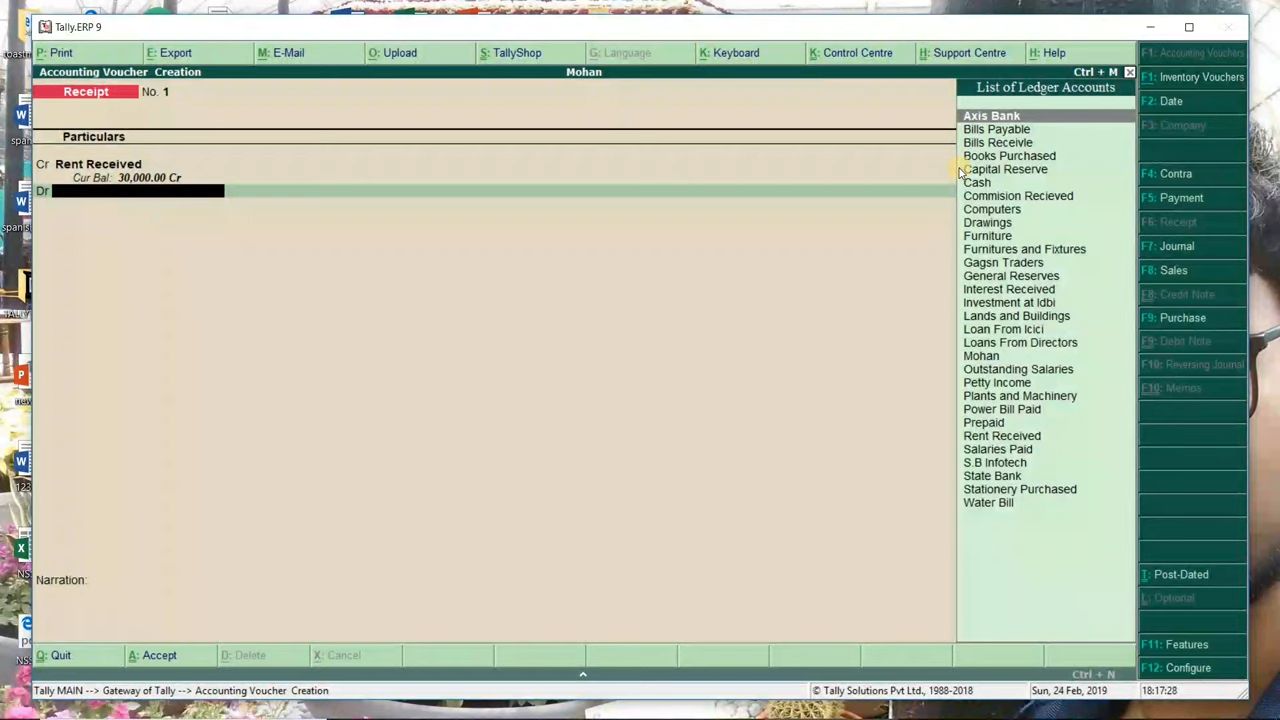 Tally.ERP 9
P: Print
E: Export
M: E-Mail
O: Upload
S: TallyShop
G: Language
K: Keyboard
K: Control Centre
H: Support Centre
H: Help
Accounting Voucher Creation
Mohan
Ctrl + M
Receipt No. 1
Particulars
Cr Rent Received
Cur Bal: 30,000.00 Cr
Dr
Narration:
List of Ledger Accounts
Axis Bank
Bills Payable
Bills Receivle
Books Purchased
Capital Reserve
Cash
Commision Recieved
Computers
Drawings
Furniture
Furnitures and Fixtures
Gagsn Traders
General Reserves
Interest Received
Investment at Idbi
Lands and Buildings
Loan From Icici
Loans From Directors
Mohan
Outstanding Salaries
Petty Income
Plants and Machinery
Power Bill Paid
Prepaid
Rent Received
Salaries Paid
S.B Infotech
State Bank
Stationery Purchased
Water Bill
F1: Accounting Vouchers
F1: Inventory Vouchers
F2: Date
F3: Company
F4: Contra
F5: Payment
F6: Receipt
F7: Journal
F8: Sales
F8: Credit Note
F9: Purchase
F9: Debit Note
F10: Reversing Journal
F10: Memos
T: Post-Dated
L: Optional
F11: Features
F12: Configure
Q: Quit
A: Accept
D: Delete
X: Cancel
Ctrl + N
Tally MAIN --> Gateway of Tally --> Accounting Voucher Creation
© Tally Solutions Pvt Ltd., 1988-2018
Sun, 24 Feb, 2019
18:17:28